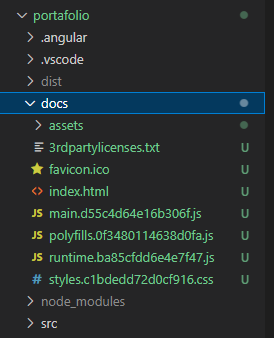 portafolio
.angular
.vscode
dist
docs
assets
3rdpartylicenses.txt
U
favicon.ico
U
index.html
U
JS main.d55c4d64e16b306f.js
U
JS polyfills.0f3480114638d0fa.js
U
JS runtime.ba85cfdd6e4e7f47.js
U
# styles.c1bdedd72d0cf916.css
U
node_modules
src